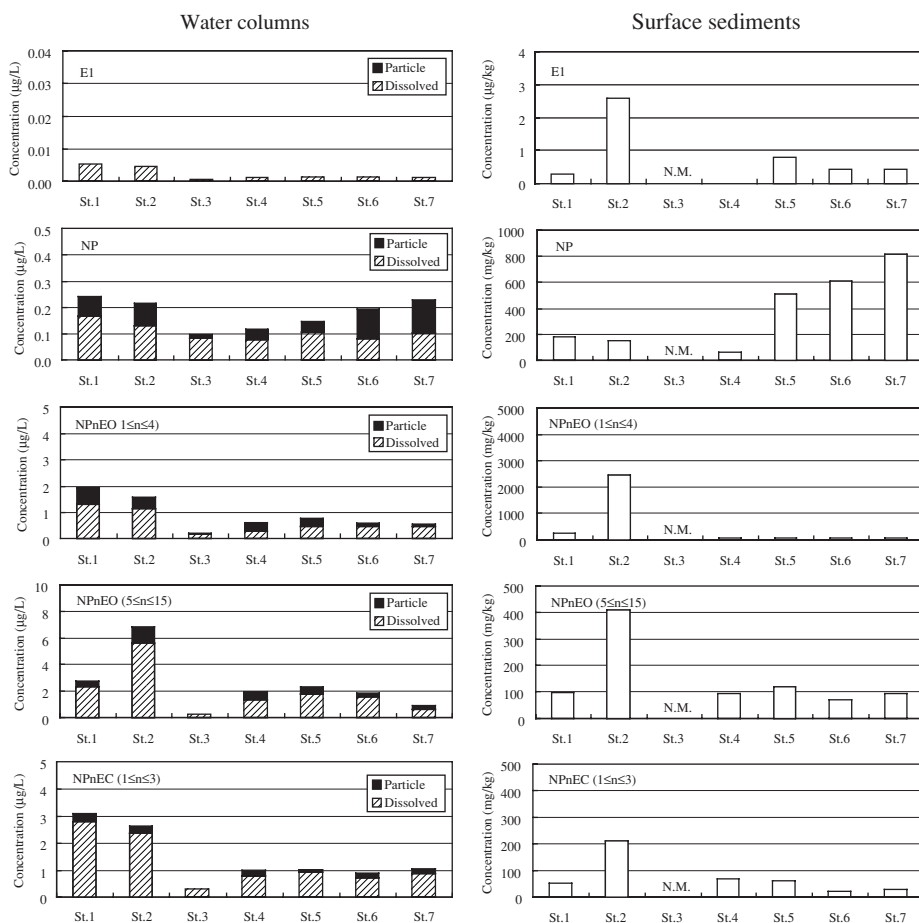 Water columns
Surface sediments
Concentration (µg/L)
0.04
0.03
0.02
0.01
0.00
E1
Particle
Dissolved
St.1 St.2 St.3 St.4 St.5 St.6 St.7
Concentration (µg/kg)
4
3
2
1
0
E1
N.M.
St.1 St.2 St.3 St.4 St.5 St.6 St.7
Concentration (µg/L)
0.5
0.4
0.3
0.2
0.1
0.0
NP
Particle
Dissolved
St.1 St.2 St.3 St.4 St.5 St.6 St.7
Concentration (mg/kg)
1000
800
600
400
200
0
NP
N.M.
St.1 St.2 St.3 St.4 St.5 St.6 St.7
Concentration (µg/L)
5
4
3
2
1
0
NPnEO 1≤n≤4)
Particle
Dissolved
St.1 St.2 St.3 St.4 St.5 St.6 St.7
Concentration (mg/kg)
5000
4000
3000
2000
1000
0
NPnEO (1≤n≤4)
N.M.
St.1 St.2 St.3 St.4 St.5 St.6 St.7
Concentration (µg/L)
10
8
6
4
2
0
NPnEO (5≤n≤15)
Particle
Dissolved
St.1 St.2 St.3 St.4 St.5 St.6 St.7
Concentration (mg/kg)
500
400
300
200
100
0
NPnEO (5≤n≤15)
N.M.
St.1 St.2 St.3 St.4 St.5 St.6 St.7
Concentration (µg/L)
5
4
3
2
1
0
NPnEC (1≤n≤3)
Particle
Dissolved
St.1 St.2 St.3 St.4 St.5 St.6 St.7
Concentration (mg/kg)
500
400
300
200
100
0
NPnEC (1≤n≤3)
N.M.
St.1 St.2 St.3 St.4 St.5 St.6 St.7